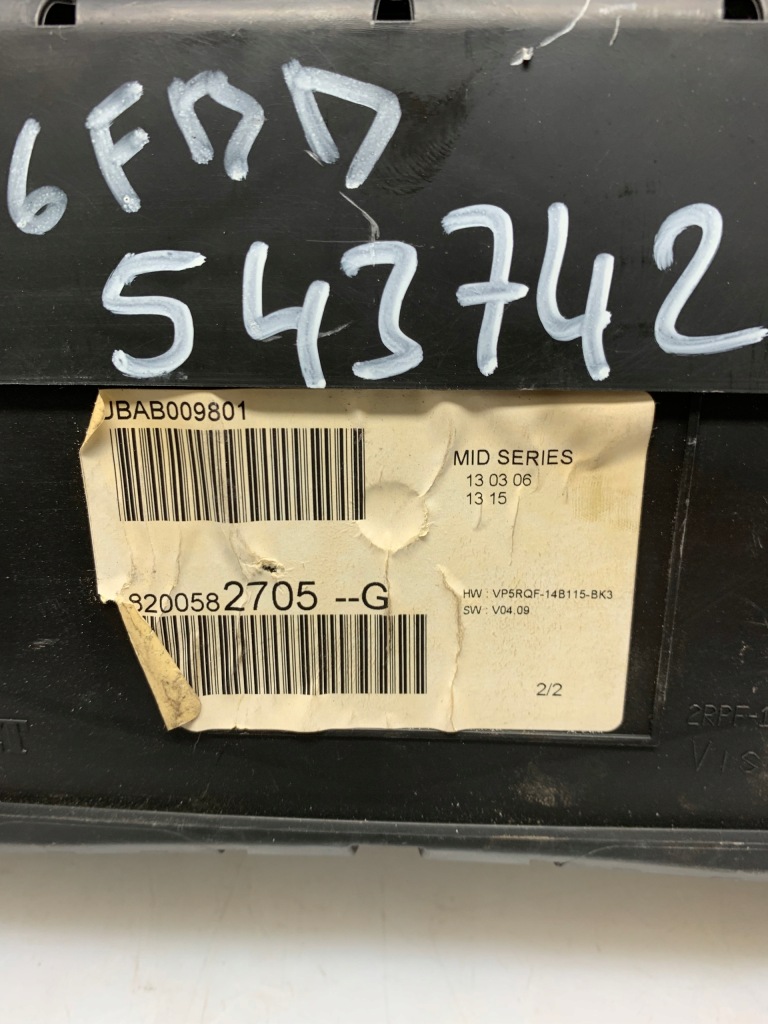 543742
JBAB009801
MID SERIES
13 03 06
13 15
8200582705 --G
HW : VP5RQF-14B115-BK3
SW : V04.09
2/2